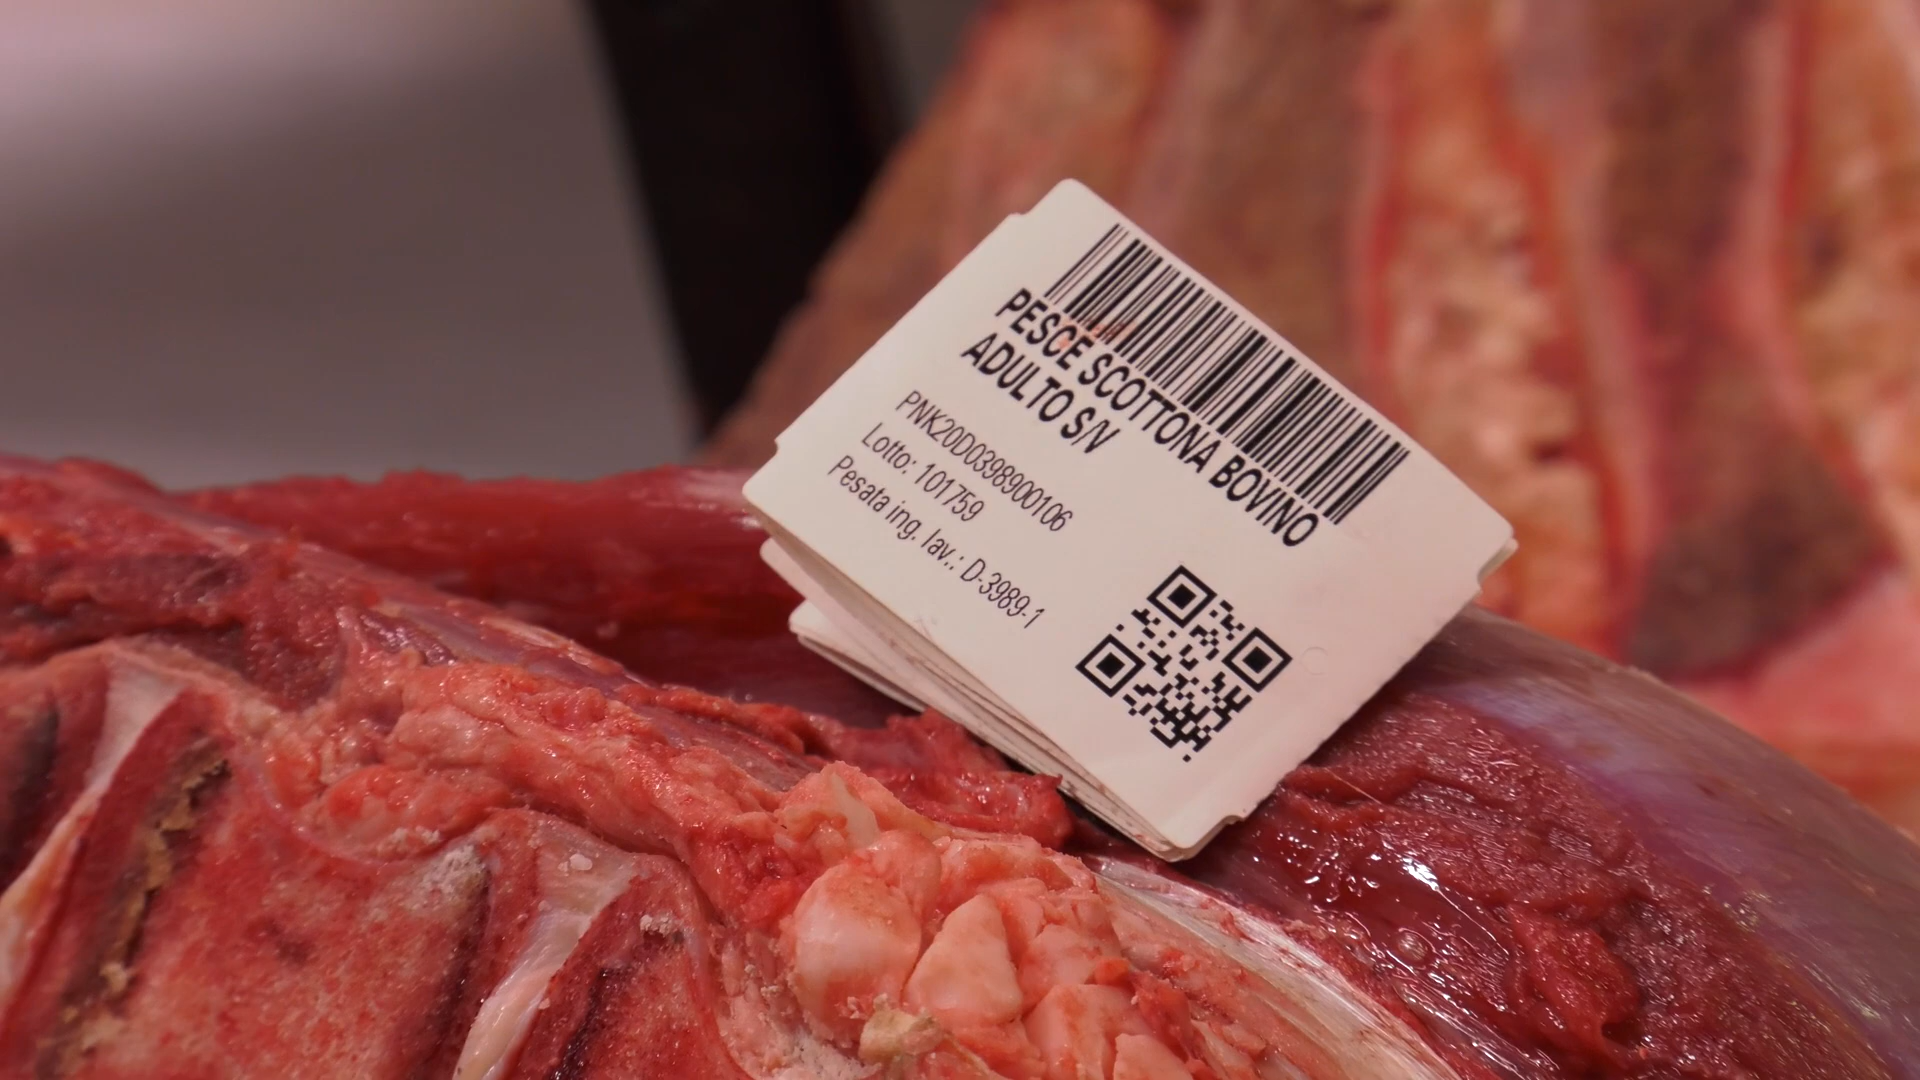 PESCE SCOTTONA BOVINO
ADULTO S/V
PNK20D0398900106
Lotto: 101759
Pesata ing. lav.: D-3989-1